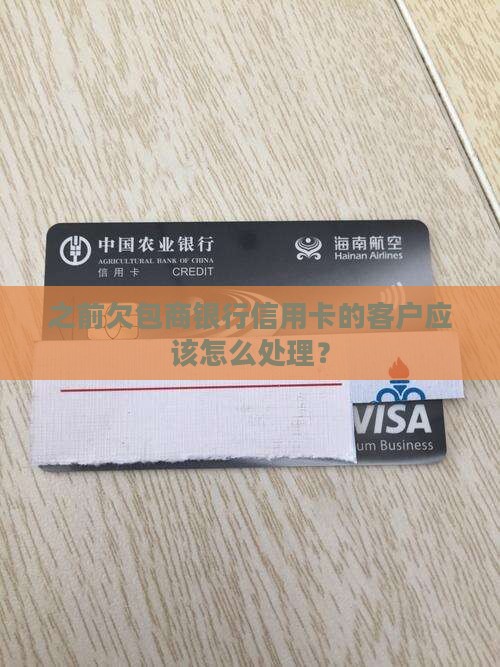 中国农业银行
AGRICULTURAL BANK OF CHINA
信用卡 CREDIT
海南航空
Hainan Airlines
之前欠包商银行信用卡的客户应
该怎么处理？
VISA
um Business